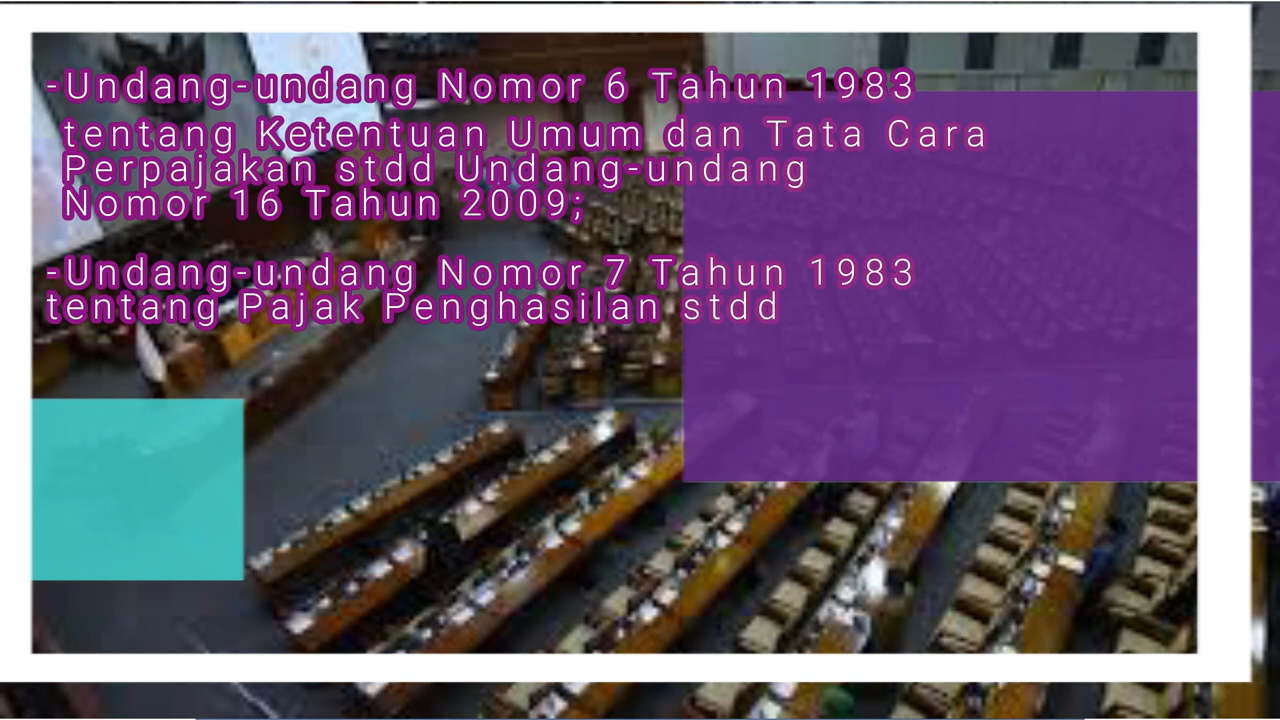 -Undang-undang Nomor 6 Tahun 1983
tentang Ketentuan Umum dan Tata Cara
Perpajakan stdd Undang-undang
Nomor 16 Tahun 2009;
-Undang-undang Nomor 7 Tahun 1983
tentang Pajak Penghasilan stdd